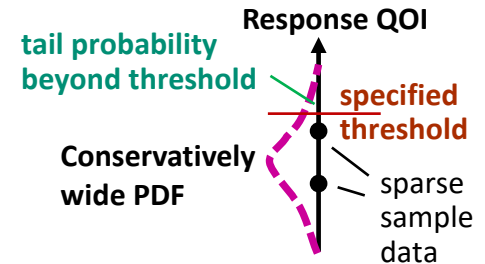 Response QOI
tail probability
beyond threshold
specified
threshold
Conservatively
wide PDF
sparse
sample
data